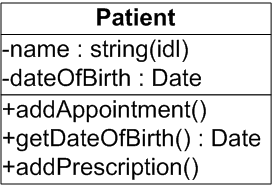 Patient
-name : string(idl)
-dateOfBirth : Date
+addAppointment()
+getDateOfBirth() : Date
+addPrescription()